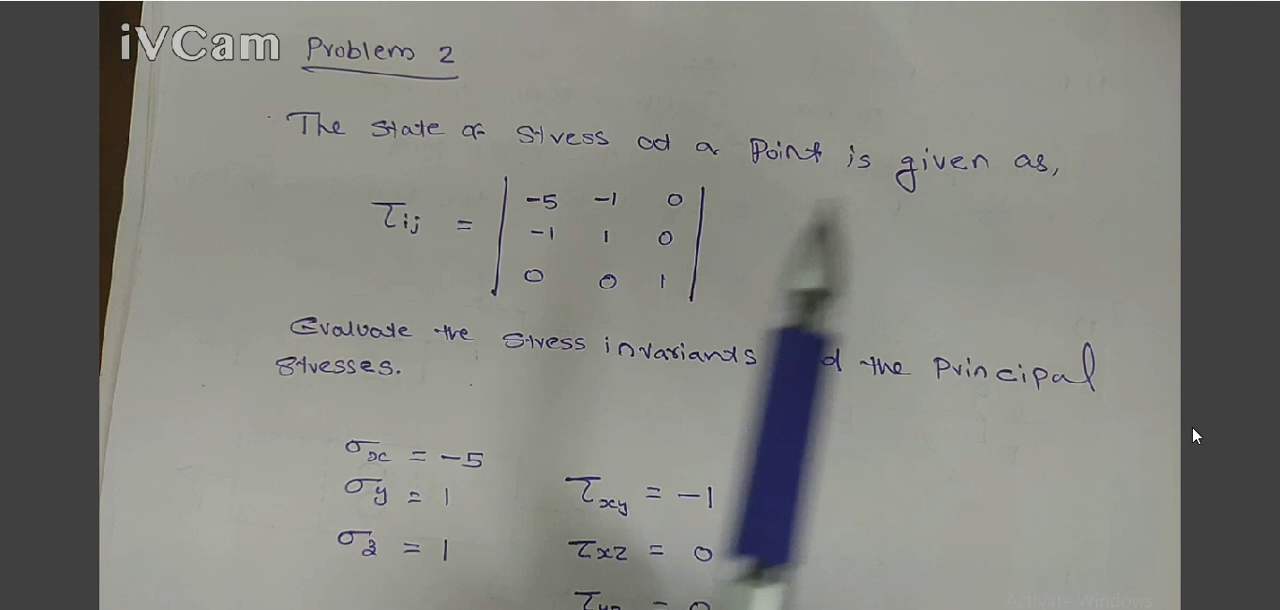 iVCam
Problem 2
The State of Stress at a Point is given as,
τij = | -5 -1 0
-1 1 0
0 0 1 |
Evaluate the Stress invariants the Principal
Stresses.
σx = -5
σy = 1
σz = 1
τxy = -1
τxz = 0
Activate Windows